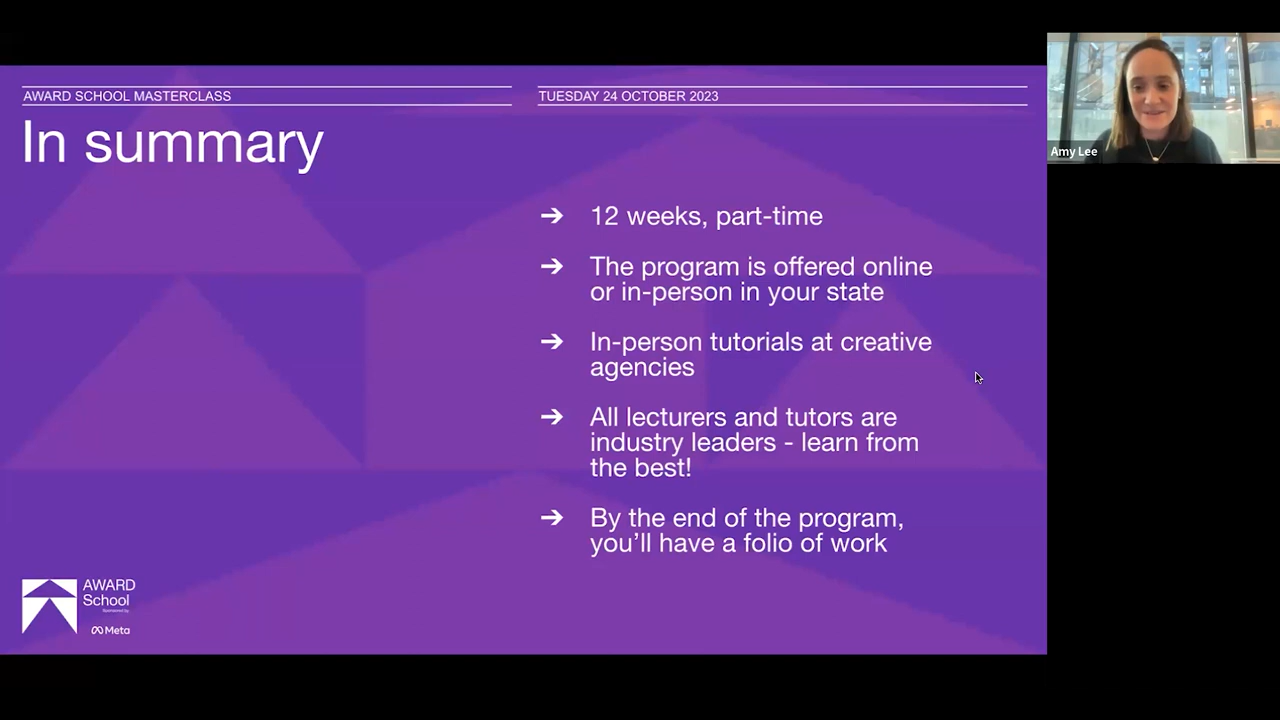 AWARD SCHOOL MASTERCLASS
TUESDAY 24 OCTOBER 2023
In summary
➔ 12 weeks, part-time
➔ The program is offered online
or in-person in your state
➔ In-person tutorials at creative
agencies
➔ All lecturers and tutors are
industry leaders - learn from
the best!
➔ By the end of the program,
you’ll have a folio of work
AWARD
School
Sponsored by
Meta
Amy Lee